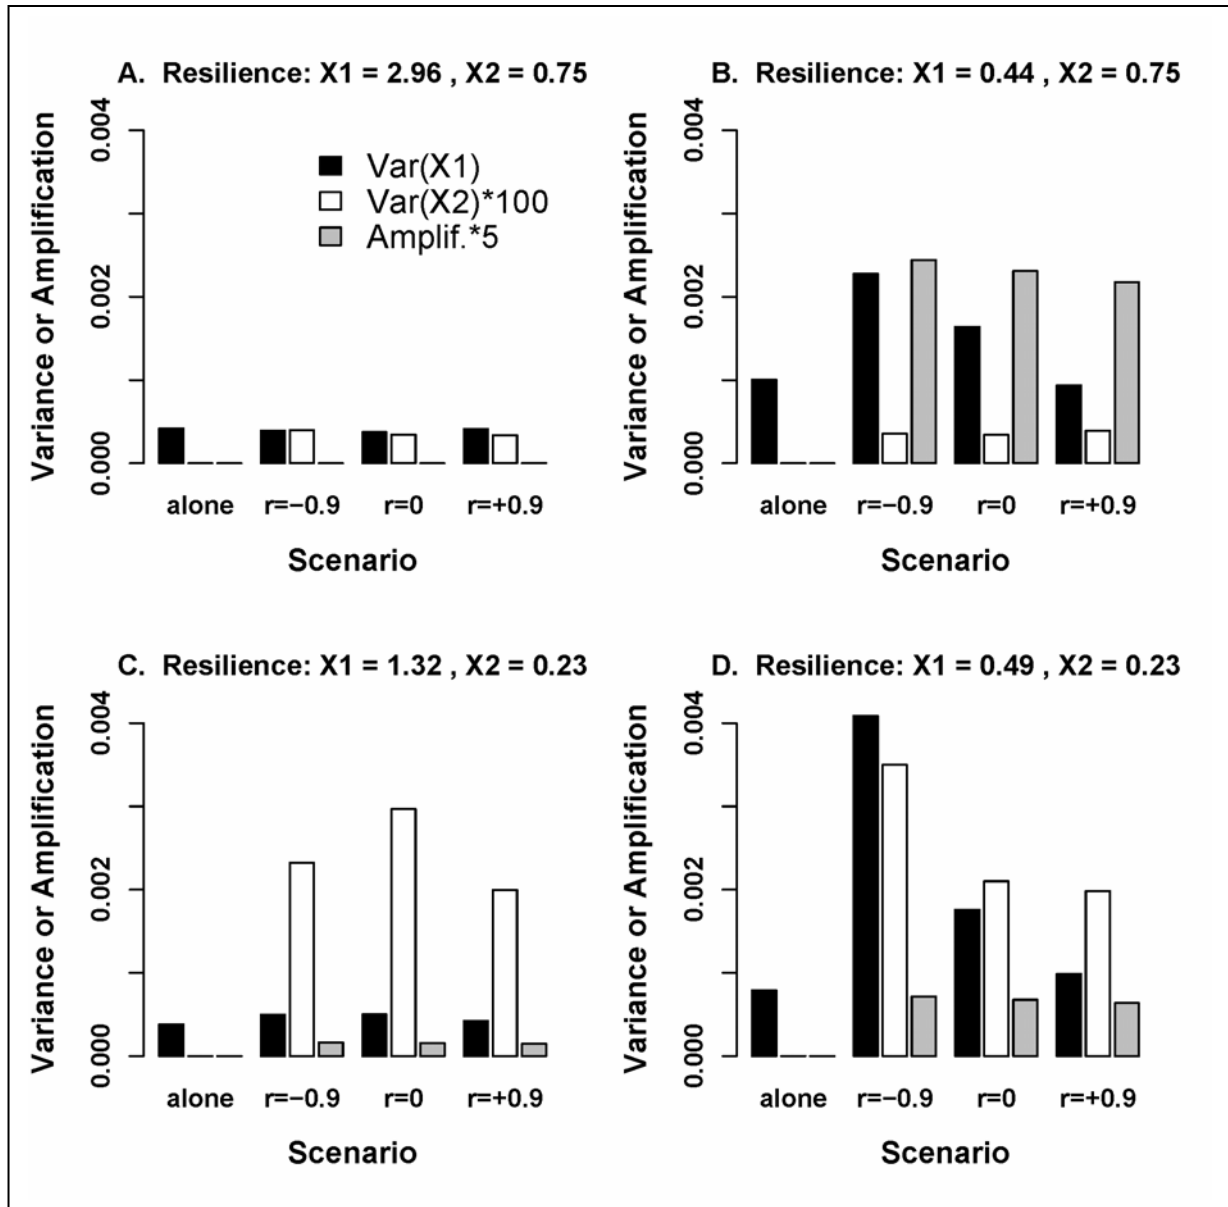 A. Resilience: X1 = 2.96 , X2 = 0.75
Variance or Amplification
0.004
0.002
0.000
Var(X1)
Var(X2)*100
Amplif.*5
alone r=−0.9 r=0 r=+0.9
Scenario
B. Resilience: X1 = 0.44 , X2 = 0.75
Variance or Amplification
0.004
0.002
0.000
alone r=−0.9 r=0 r=+0.9
Scenario
C. Resilience: X1 = 1.32 , X2 = 0.23
Variance or Amplification
0.004
0.002
0.000
alone r=−0.9 r=0 r=+0.9
Scenario
D. Resilience: X1 = 0.49 , X2 = 0.23
Variance or Amplification
0.004
0.002
0.000
alone r=−0.9 r=0 r=+0.9
Scenario